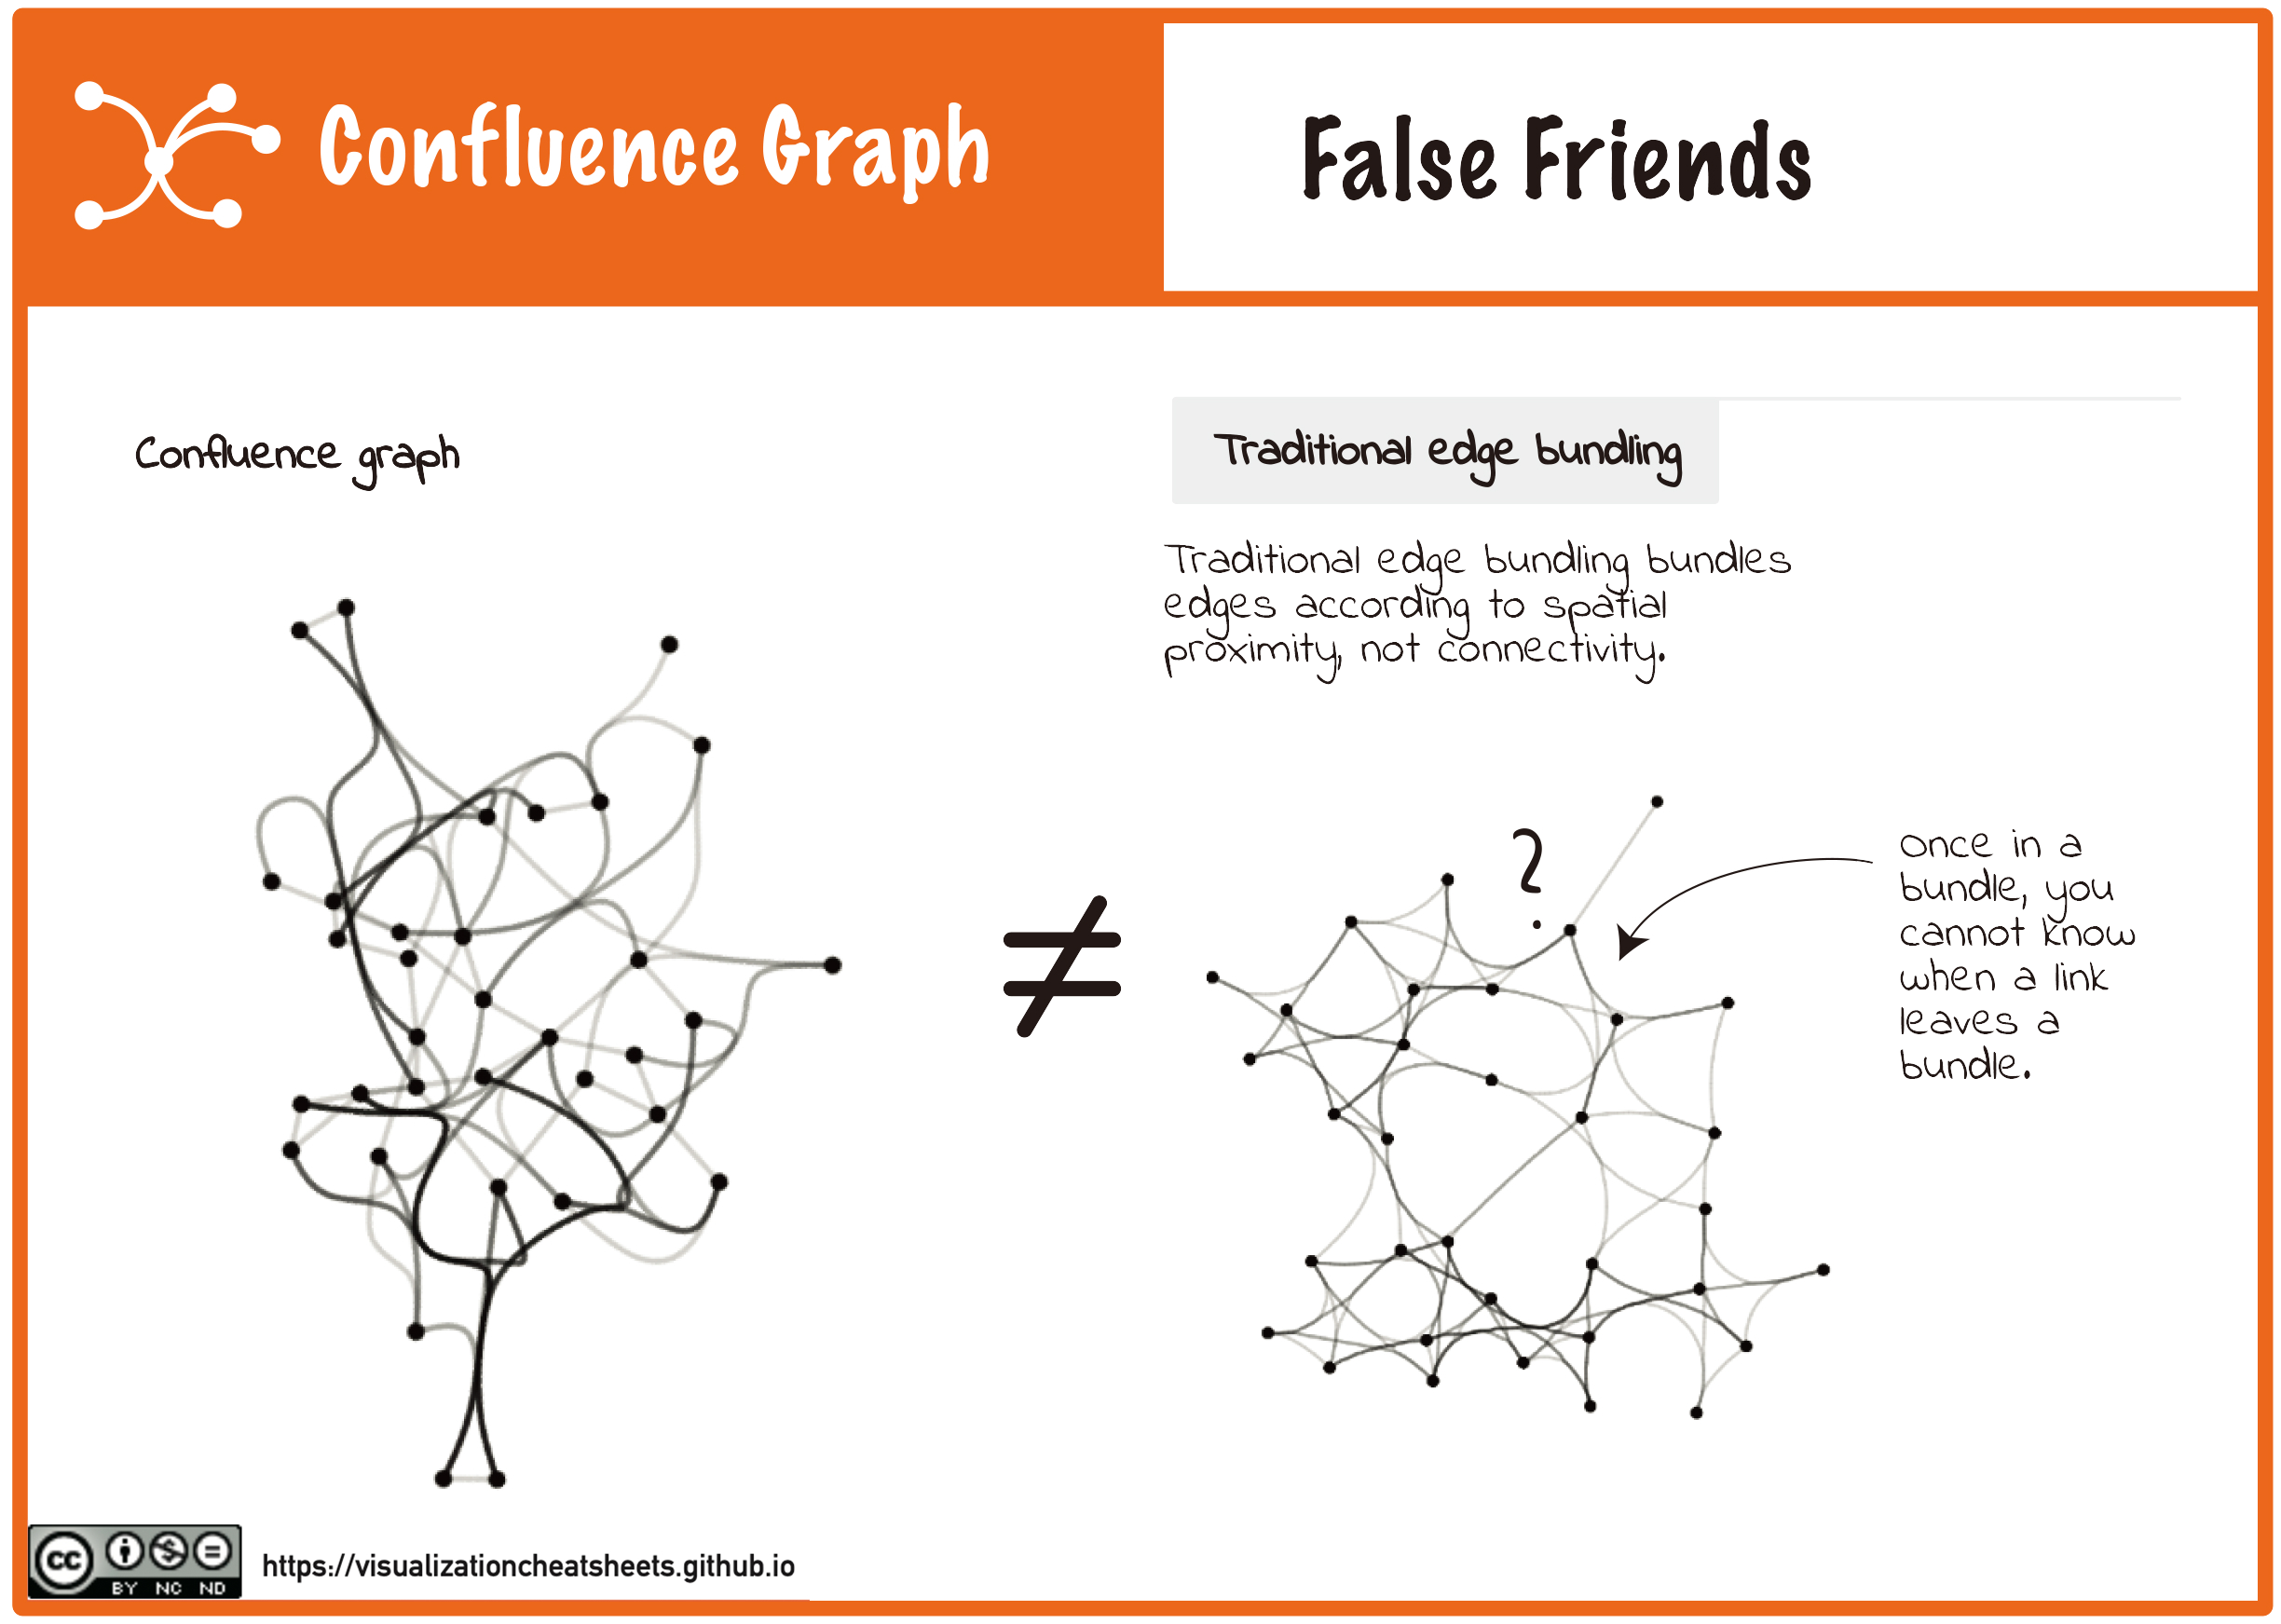 Confluence Graph
False Friends
Confluence graph
Traditional edge bundling
Traditional edge bundling bundles
edges according to spatial
proximity, not connectivity.
≠
?
Once in a
bundle, you
cannot know
when a link
leaves a
bundle.
cc
BY NC ND
https://visualizationcheatsheets.github.io